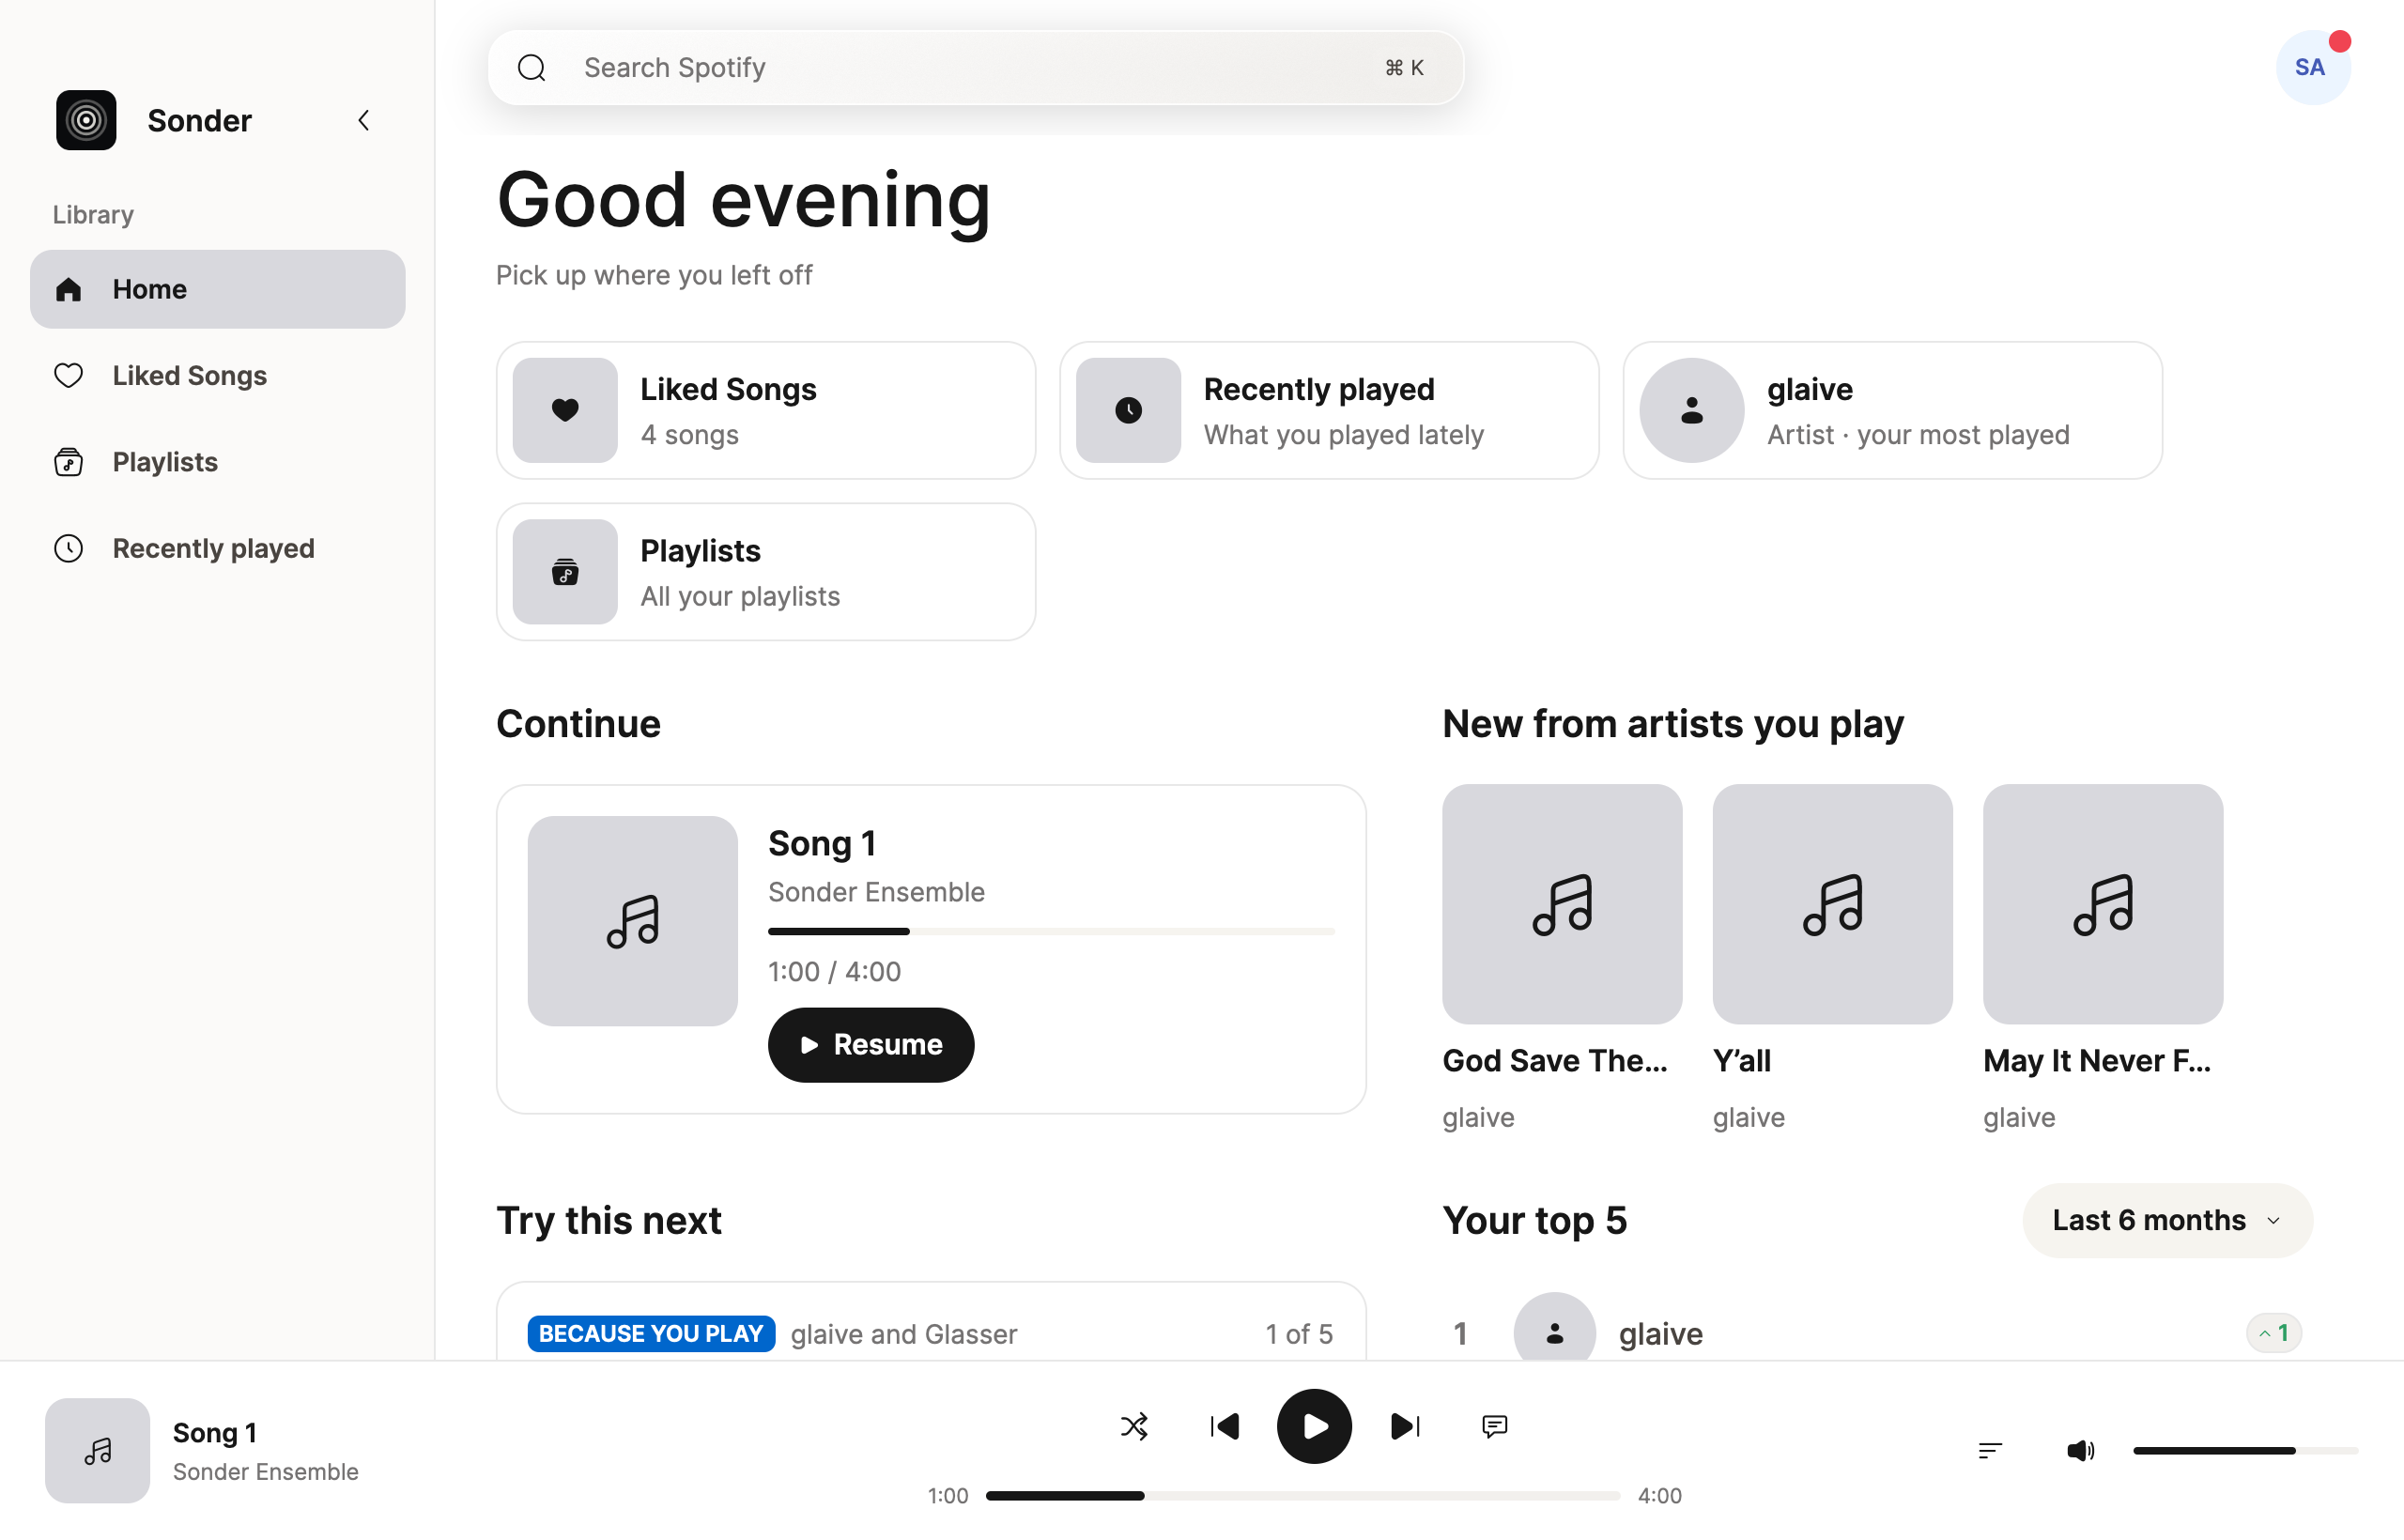 Search Spotify
⌘ K
SA
Sonder
Library
Home
Liked Songs
Playlists
Recently played
Good evening
Pick up where you left off
Liked Songs
4 songs
Recently played
What you played lately
glaive
Artist · your most played
Playlists
All your playlists
Continue
Song 1
Sonder Ensemble
1:00 / 4:00
Resume
New from artists you play
God Save The...
glaive
Y’all
glaive
May It Never F...
glaive
Try this next
BECAUSE YOU PLAY glaive and Glasser
1 of 5
Your top 5
Last 6 months
1 glaive
1
Song 1
Sonder Ensemble
1:00
4:00